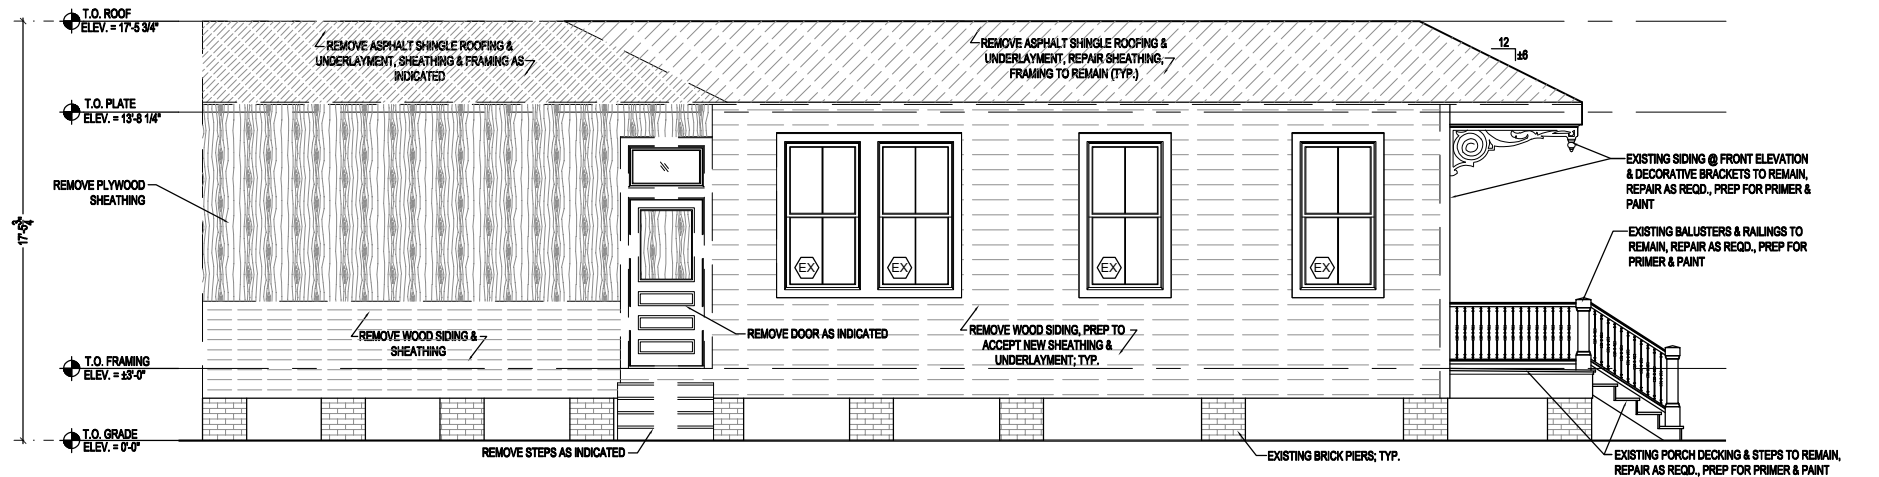 T.O. ROOF
ELEV. = 17'-5 3/4"
REMOVE ASPHALT SHINGLE ROOFING &
UNDERLAYMENT, SHEATHING & FRAMING AS
INDICATED
REMOVE ASPHALT SHINGLE ROOFING &
UNDERLAYMENT, REPAIR SHEATHING,
FRAMING TO REMAIN (TYP.)
12
±6
T.O. PLATE
ELEV. = 13'-8 1/4"
REMOVE PLYWOOD
SHEATHING
17'-5 3/4"
EXISTING SIDING @ FRONT ELEVATION
& DECORATIVE BRACKETS TO REMAIN,
REPAIR AS REQD., PREP FOR PRIMER &
PAINT
EXISTING BALUSTERS & RAILINGS TO
REMAIN, REPAIR AS REQD., PREP FOR
PRIMER & PAINT
EX
EX
EX
EX
REMOVE WOOD SIDING &
SHEATHING
REMOVE DOOR AS INDICATED
REMOVE WOOD SIDING, PREP TO
ACCEPT NEW SHEATHING &
UNDERLAYMENT; TYP.
T.O. FRAMING
ELEV. = ±3'-0"
T.O. GRADE
ELEV. = 0'-0"
REMOVE STEPS AS INDICATED
EXISTING BRICK PIERS; TYP.
EXISTING PORCH DECKING & STEPS TO REMAIN,
REPAIR AS REQD., PREP FOR PRIMER & PAINT